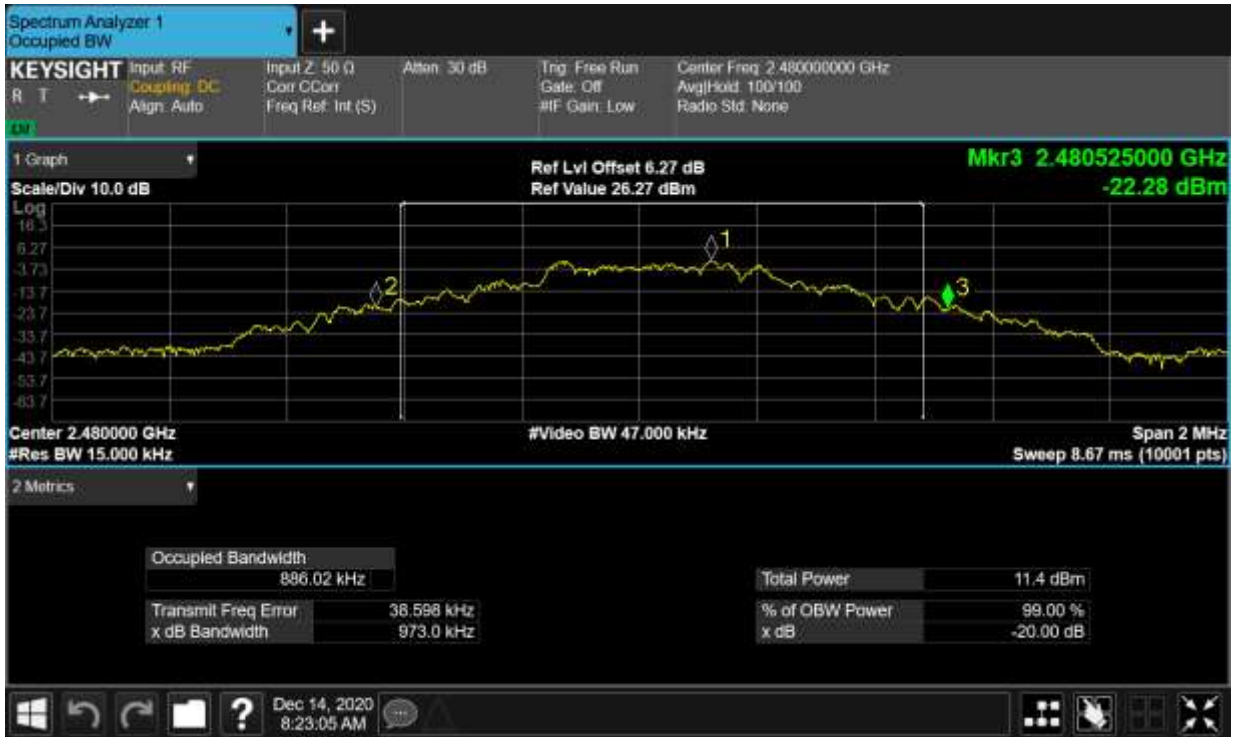 Spectrum Analyzer 1
Occupied BW
KEYSIGHT
R T
Input: RF
Coupling: DC
Align: Auto
Input Z: 50 Ω
Corr CCorr
Freq Ref: Int (S)
Atten: 30 dB
Trig: Free Run
Gate: Off
#IF Gain: Low
Center Freq: 2.480000000 GHz
Avg|Hold: 100/100
Radio Std: None
1 Graph
Scale/Div 10.0 dB
Ref Lvl Offset 6.27 dB
Ref Value 26.27 dBm
Mkr3 2.480525000 GHz
-22.28 dBm
Log
16.3
6.27
-3.73
-13.7
-23.7
-33.7
-43.7
-53.7
-63.7
1
2
3
Center 2.480000 GHz
#Res BW 15.000 kHz
#Video BW 47.000 kHz
Span 2 MHz
Sweep 8.67 ms (10001 pts)
2 Metrics
Occupied Bandwidth
886.02 kHz
Transmit Freq Error 38.598 kHz
x dB Bandwidth 973.0 kHz
Total Power 11.4 dBm
% of OBW Power 99.00 %
x dB -20.00 dB
?
Dec 14, 2020
8:23:05 AM